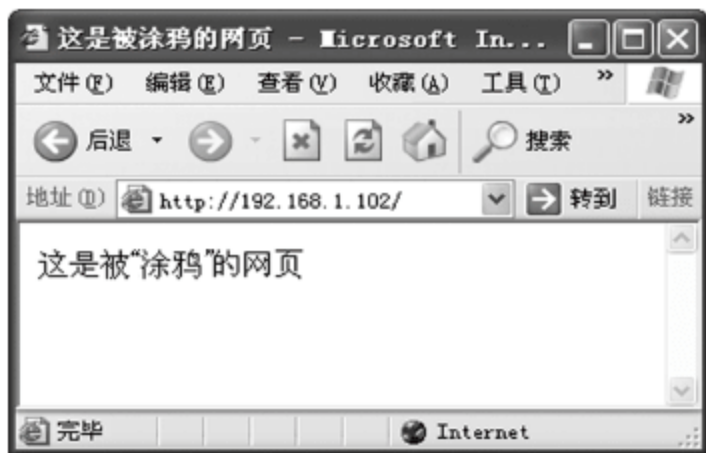 这是被涂鸦的网页 - Microsoft In...
文件(F) 编辑(E) 查看(V) 收藏(A) 工具(T) »
后退 搜索 »
地址(D) http://192.168.1.102/ 转到 链接
这是被“涂鸦”的网页
完毕 Internet